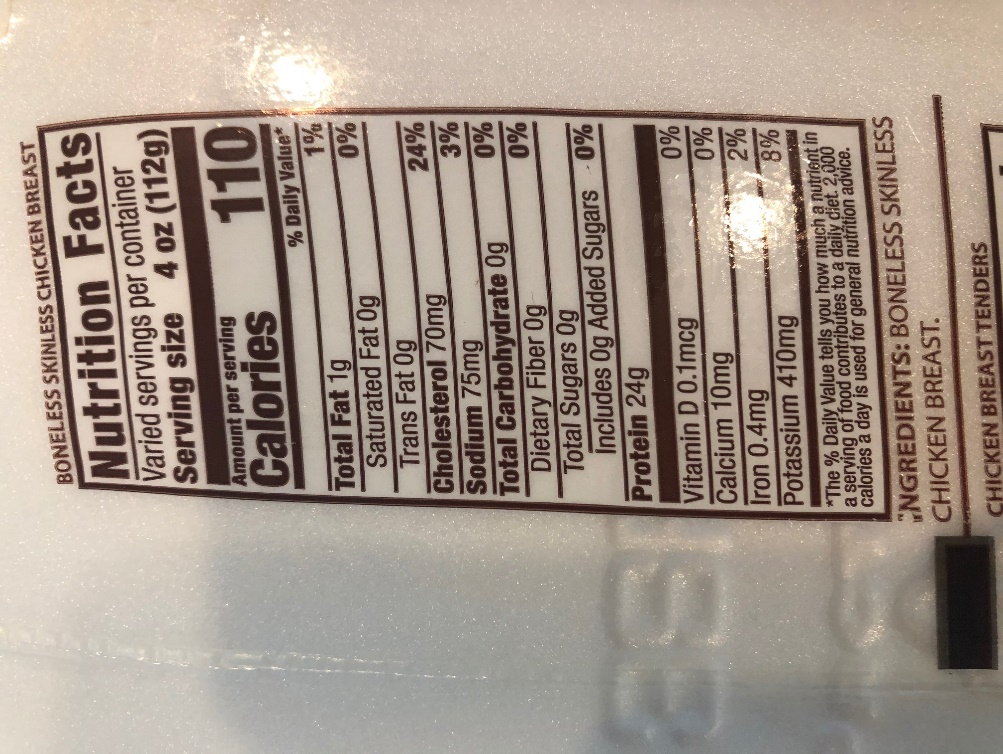 BONELESS SKINLESS CHICKEN BREAST
Nutrition Facts
Varied servings per container
Serving size 4 oz (112g)
Amount per serving
Calories 110
% Daily Value*
Total Fat 1g 1%
Saturated Fat 0g 0%
Trans Fat 0g
Cholesterol 70mg 24%
Sodium 75mg 3%
Total Carbohydrate 0g 0%
Dietary Fiber 0g 0%
Total Sugars 0g
Includes 0g Added Sugars 0%
Protein 24g
Vitamin D 0.1mcg 0%
Calcium 10mg 0%
Iron 0.4mg 2%
Potassium 410mg 8%
*The % Daily Value tells you how much a nutrient in
a serving of food contributes to a daily diet. 2,000
calories a day is used for general nutrition advice.
INGREDIENTS: BONELESS SKINLESS
CHICKEN BREAST.
CHICKEN BREAST TENDERS